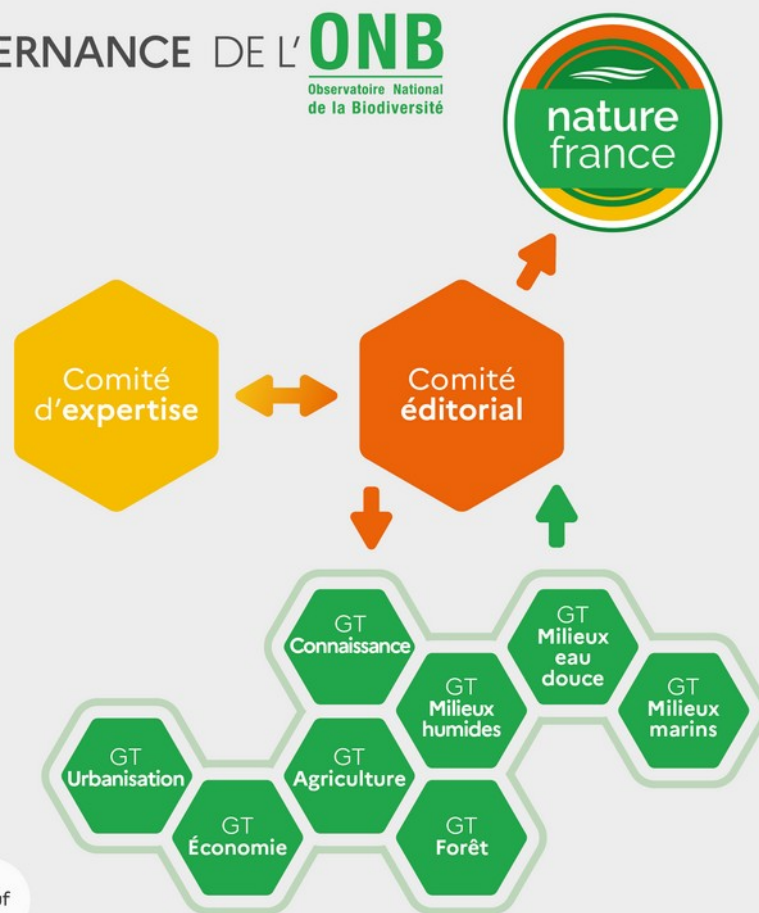 ERNANCE DE L'ONB
Observatoire National
de la Biodiversité
nature
france
Comité
d'expertise
Comité
éditorial
GT
Connaissance
GT
Milieux
eau
douce
GT
Milieux
humides
GT
Milieux
marins
GT
Urbanisation
GT
Agriculture
GT
Économie
GT
Forêt